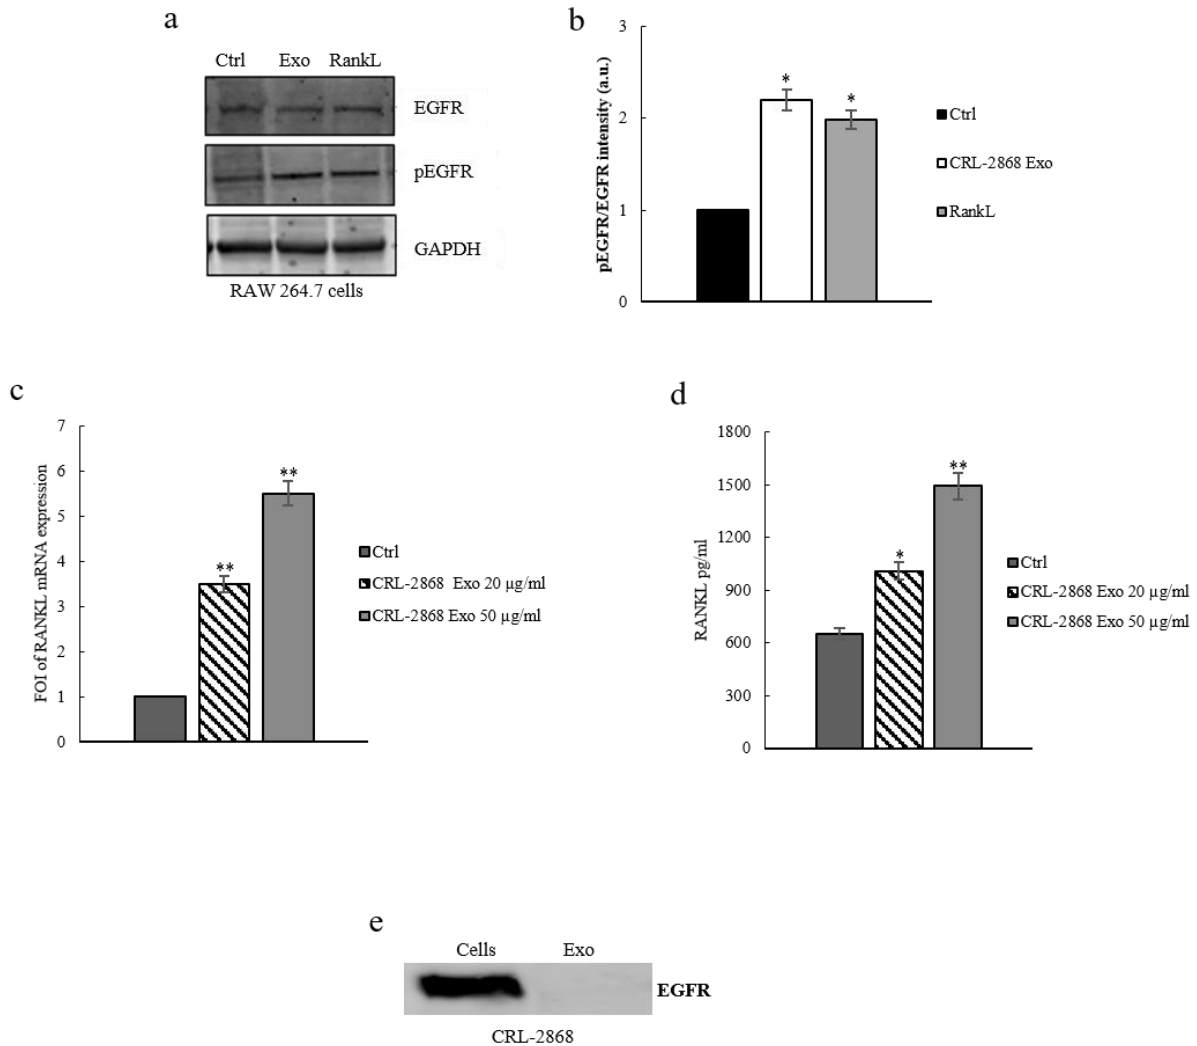 a
Ctrl Exo RankL
EGFR
pEGFR
GAPDH
RAW 264.7 cells
b
pEGFR/EGFR intensity (a.u.)
3
2
1
0
*
*
Ctrl
CRL-2868 Exo
RankL
c
FOI of RANKL mRNA expression
7
6
5
4
3
2
1
0
**
**
Ctrl
CRL-2868 Exo 20 µg/ml
CRL-2868 Exo 50 µg/ml
d
RANKL pg/ml
1800
1500
1200
900
600
300
0
*
**
Ctrl
CRL-2868 Exo 20 µg/ml
CRL-2868 Exo 50 µg/ml
e
Cells Exo
EGFR
CRL-2868